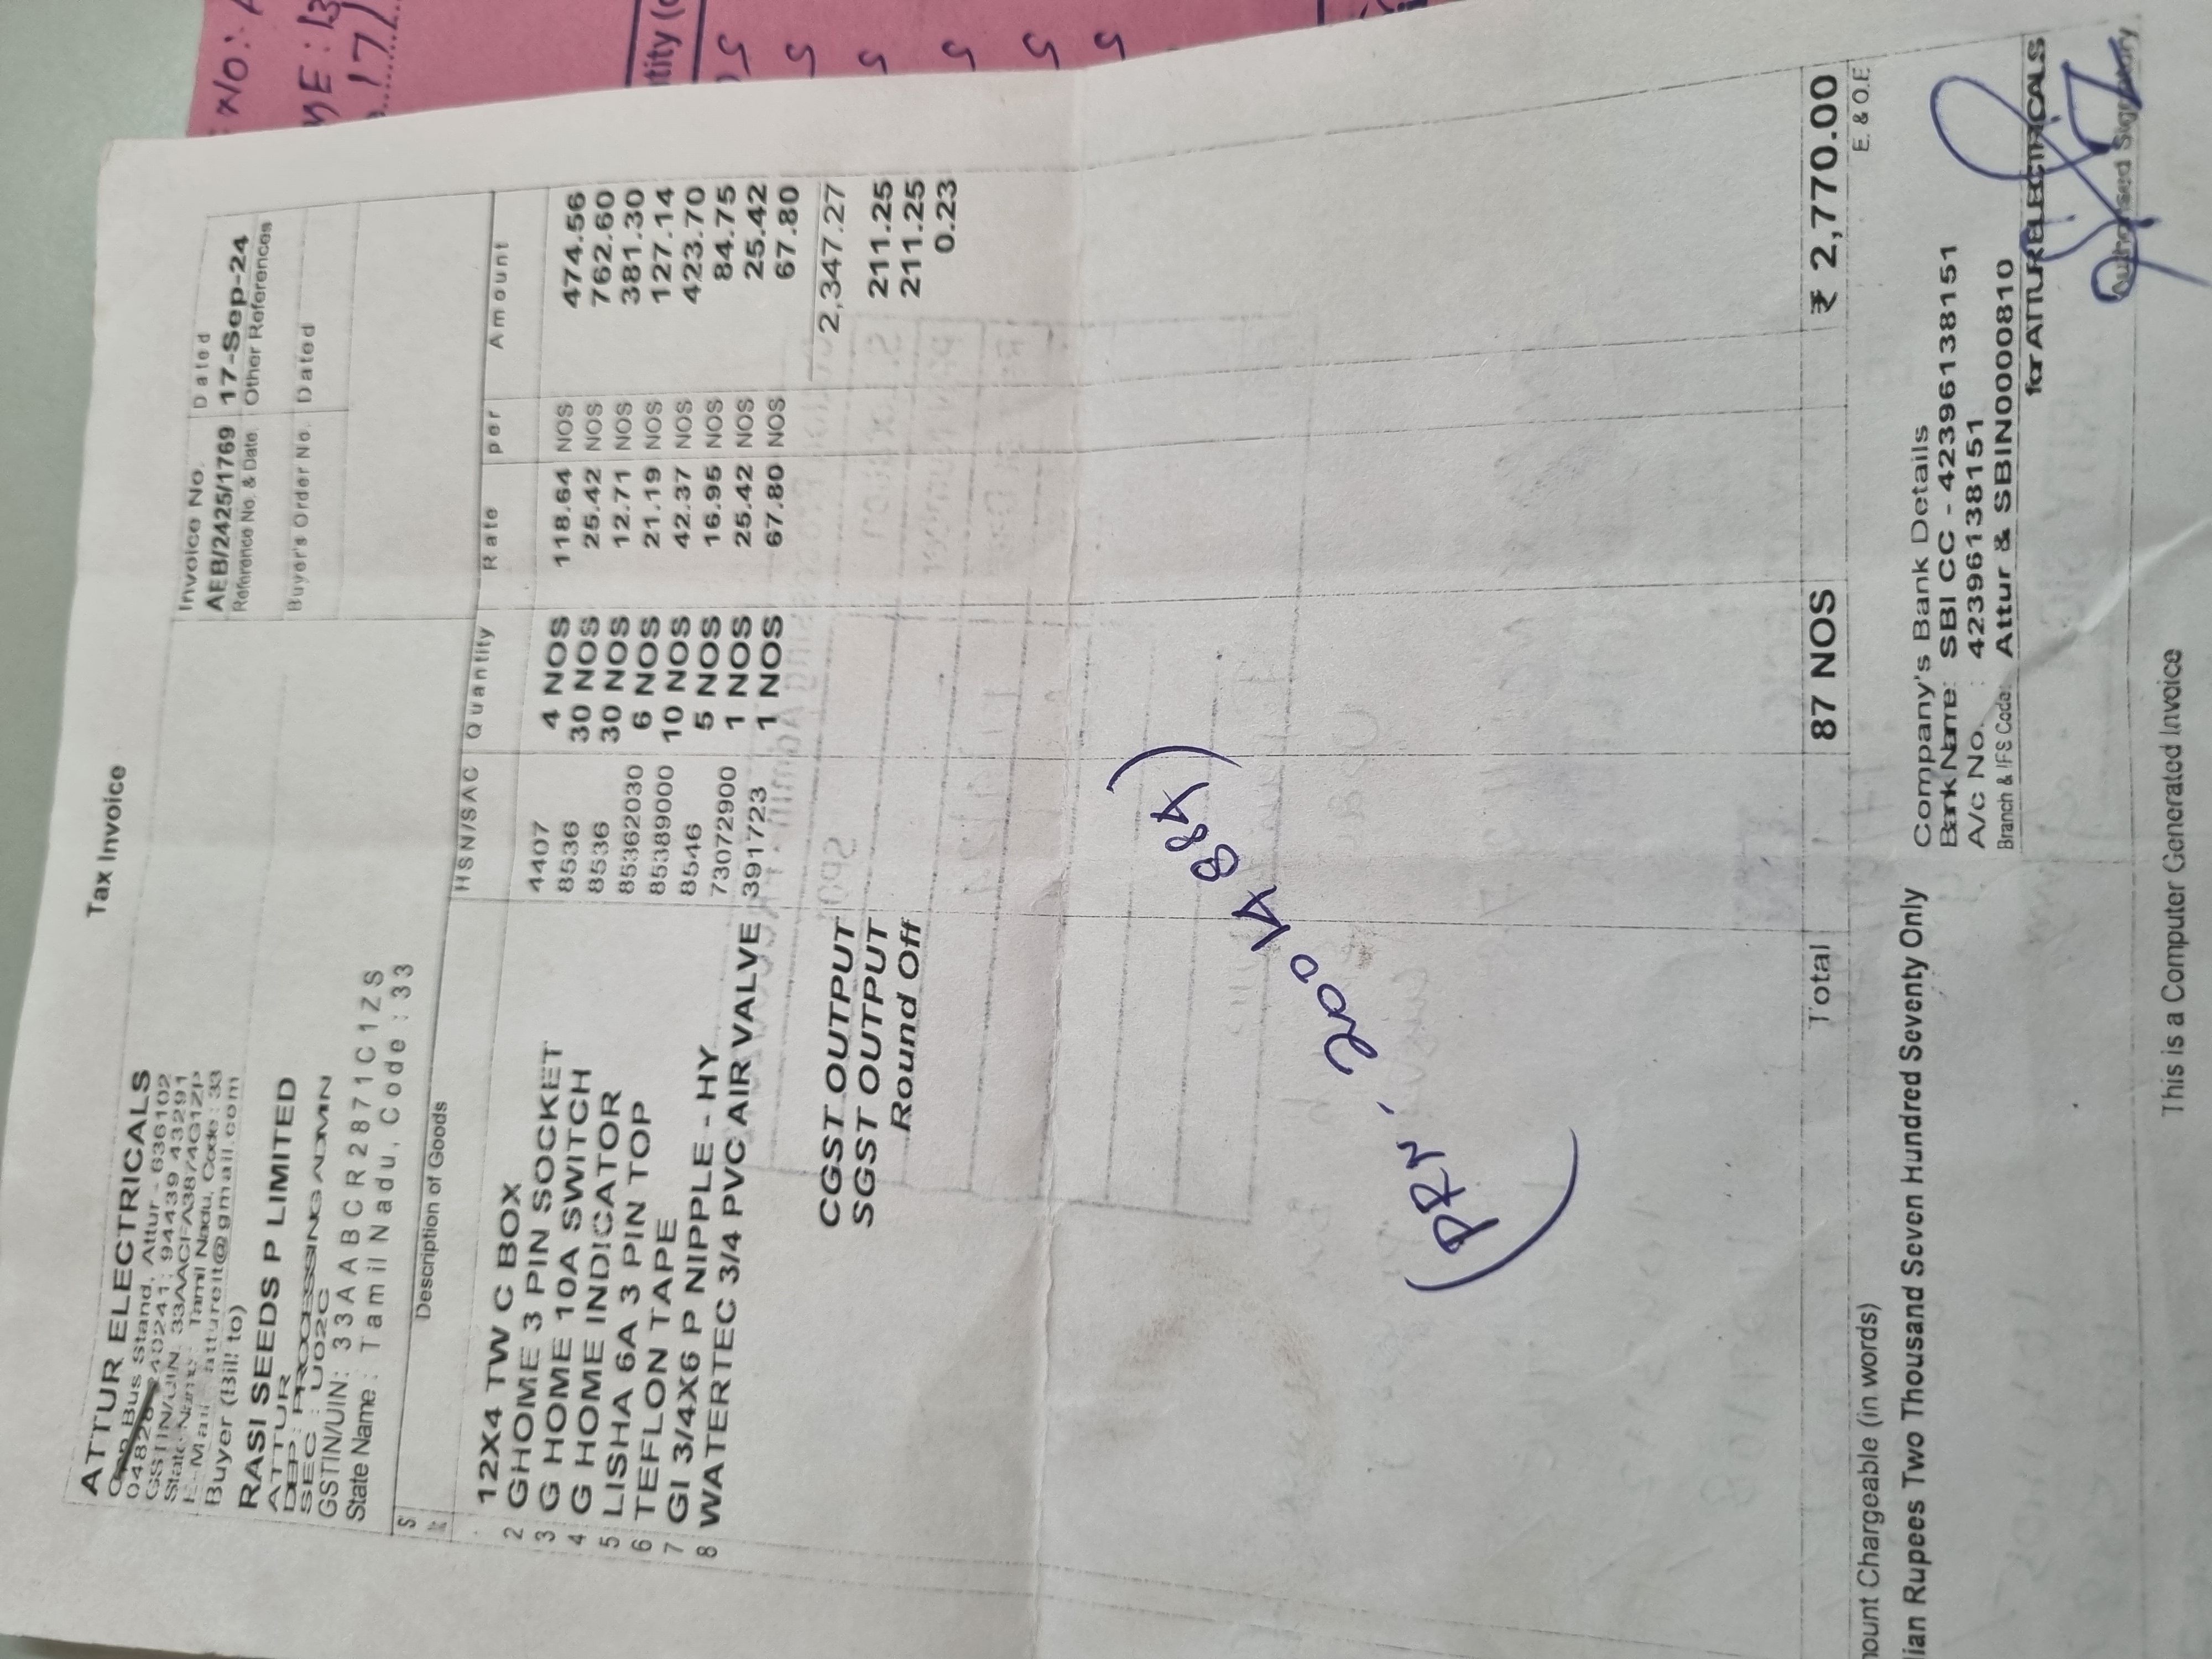 Tax Invoice
ATTUR ELECTRICALS
Opp Bus Stand, Attur - 636102
240241; 94439 43291
GSTIN/UIN: 33AACFA3874G1ZP
State Name : Tamil Nadu, Code : 33
E-Mail : attureit@gmail.com
Buyer (Bill to)
RASI SEEDS P LIMITED
ATTUR
DEP : PROCESSING ADMIN
SEC : U02C
GSTIN/UIN: 33AABCR2871C1ZS
State Name : Tamil Nadu, Code : 33
Invoice No. Dated
AEB/2425/1769 17-Sep-24
Reference No. & Date. Other References
Buyer's Order No. Dated
S Description of Goods HSN/SAC Quantity Rate per Amount
12X4 TW C BOX 4407 4 NOS 118.64 NOS 474.56
2 GHOME 3 PIN SOCKET 8536 30 NOS 25.42 NOS 762.60
3 G HOME 10A SWITCH 8536 30 NOS 12.71 NOS 381.30
4 G HOME INDICATOR 85362030 6 NOS 21.19 NOS 127.14
5 LISHA 6A 3 PIN TOP 85389000 10 NOS 42.37 NOS 423.70
6 TEFLON TAPE 8546 5 NOS 16.95 NOS 84.75
7 GI 3/4X6 P NIPPLE - HY 73072900 1 NOS 25.42 NOS 25.42
8 WATERTEC 3/4 PVC AIR VALVE 391723 1 NOS 67.80 NOS 67.80
2,347.27
CGST OUTPUT 211.25
SGST OUTPUT 211.25
Round Off 0.23
(PRN - 20014884)
Total 87 NOS ₹ 2,770.00
E. & O.E
ount Chargeable (in words)
ian Rupees Two Thousand Seven Hundred Seventy Only
Company's Bank Details
Bank Name: SBI CC - 42396138151
A/c No. : 42396138151
Branch & IFS Code: Attur & SBIN0000810
for ATTUR ELECTRICALS
Authorised Signatory
This is a Computer Generated Invoice
NO:
ME: 13
17/
tity (